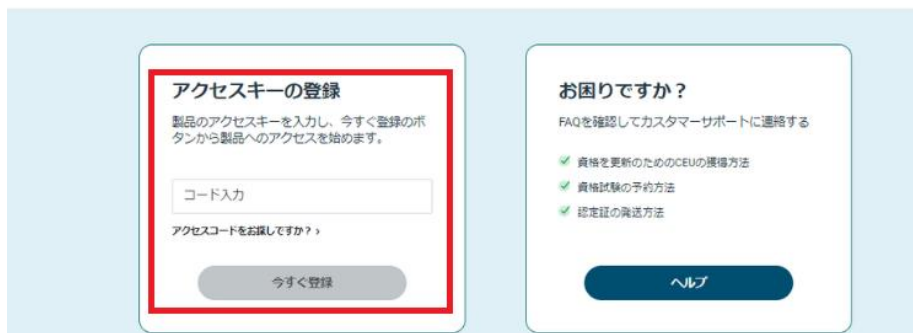 アクセスキーの登録
製品のアクセスキーを入力し、今すぐ登録のボ
タンから製品へのアクセスを始めます。
コード入力
アクセスコードをお探しですか？ ›
今すぐ登録
お困りですか？
FAQを確認してカスタマーサポートに連絡する
資格を更新のためのCEUの獲得方法
資格試験の予約方法
認定証の発送方法
ヘルプ